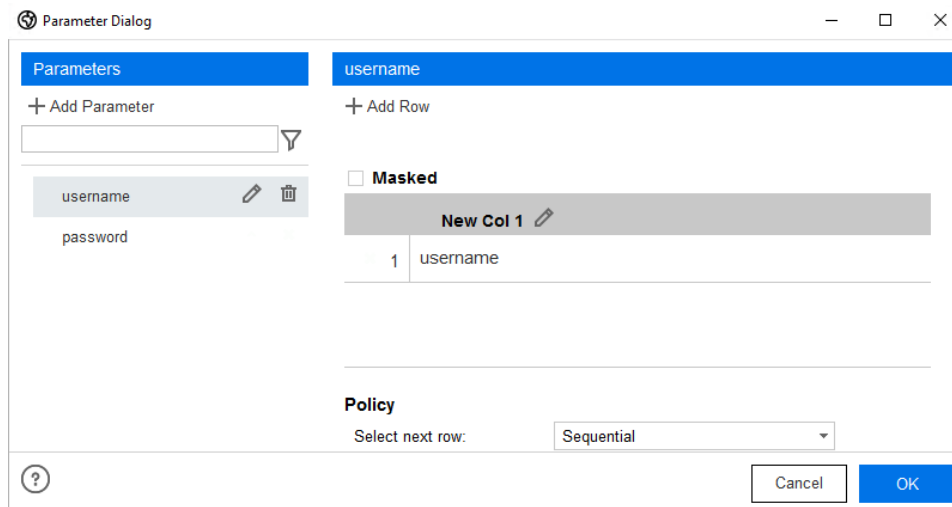 Parameter Dialog
Parameters
+ Add Parameter
username
password
username
+ Add Row
Masked
New Col 1
1 username
Policy
Select next row: Sequential
? Cancel OK